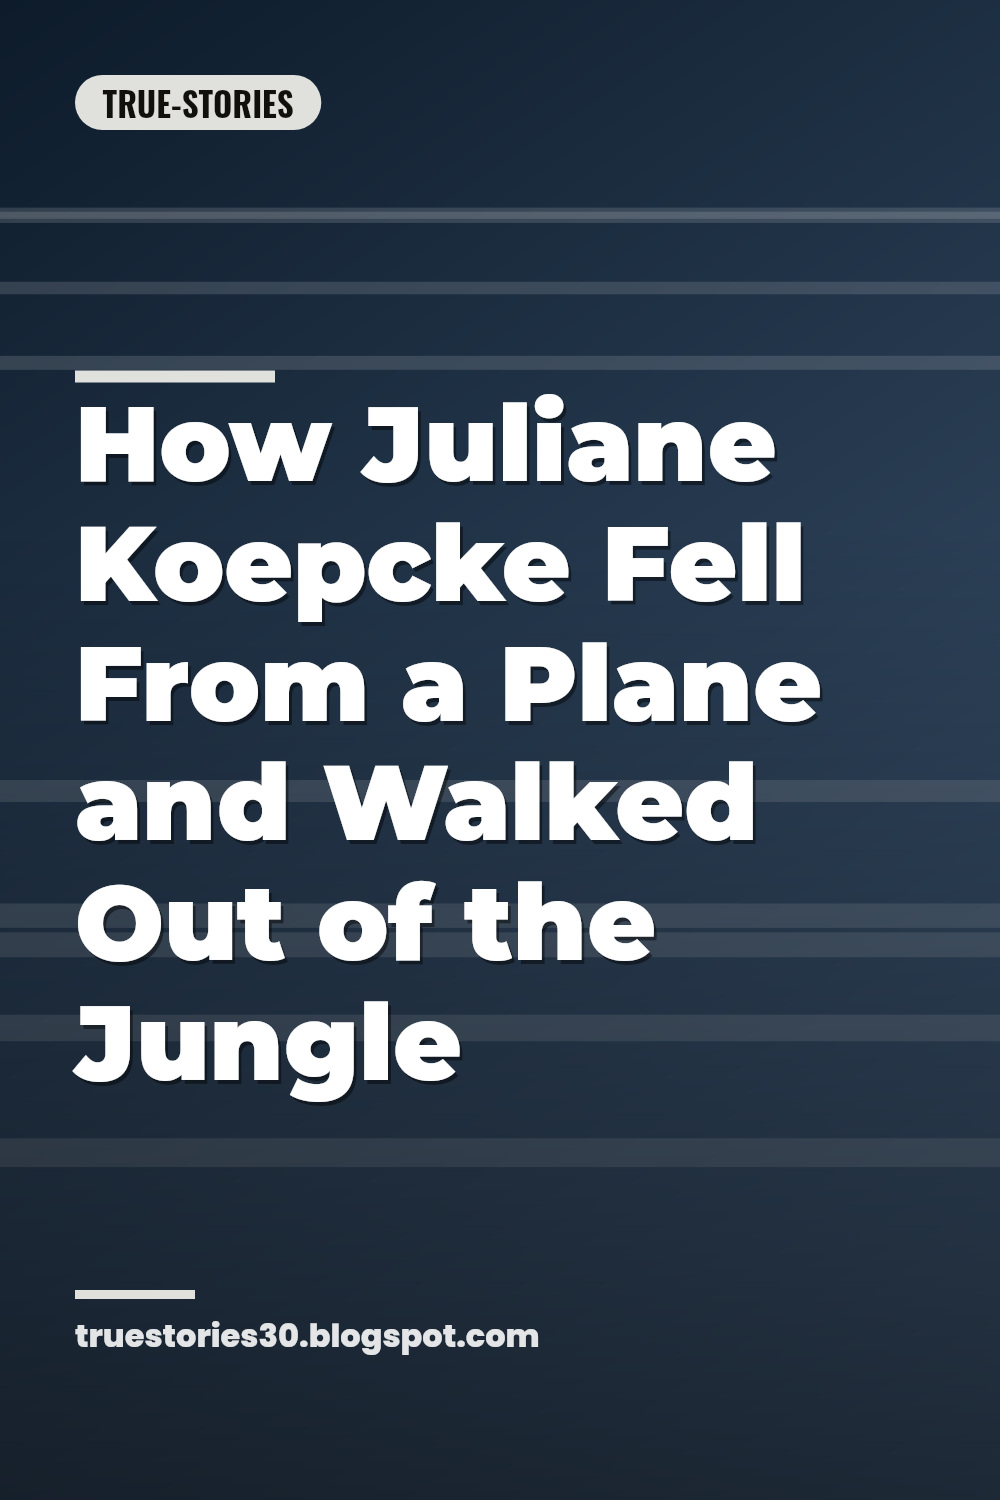 TRUE-STORIES
How Juliane
Koepcke Fell
From a Plane
and Walked
Out of the
Jungle
truestories30.blogspot.com